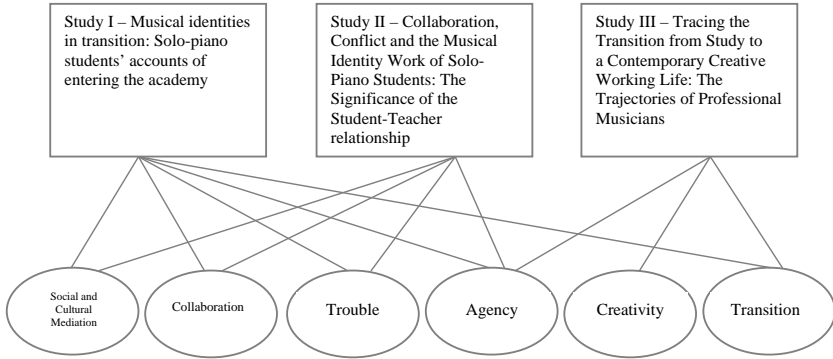 Study I – Musical identities
in transition: Solo-piano
students' accounts of
entering the academy
Study II – Collaboration,
Conflict and the Musical
Identity Work of Solo-
Piano Students: The
Significance of the
Student-Teacher
relationship
Study III – Tracing the
Transition from Study to
a Contemporary Creative
Working Life: The
Trajectories of Professional
Musicians
Social and
Cultural
Mediation
Collaboration
Trouble
Agency
Creativity
Transition